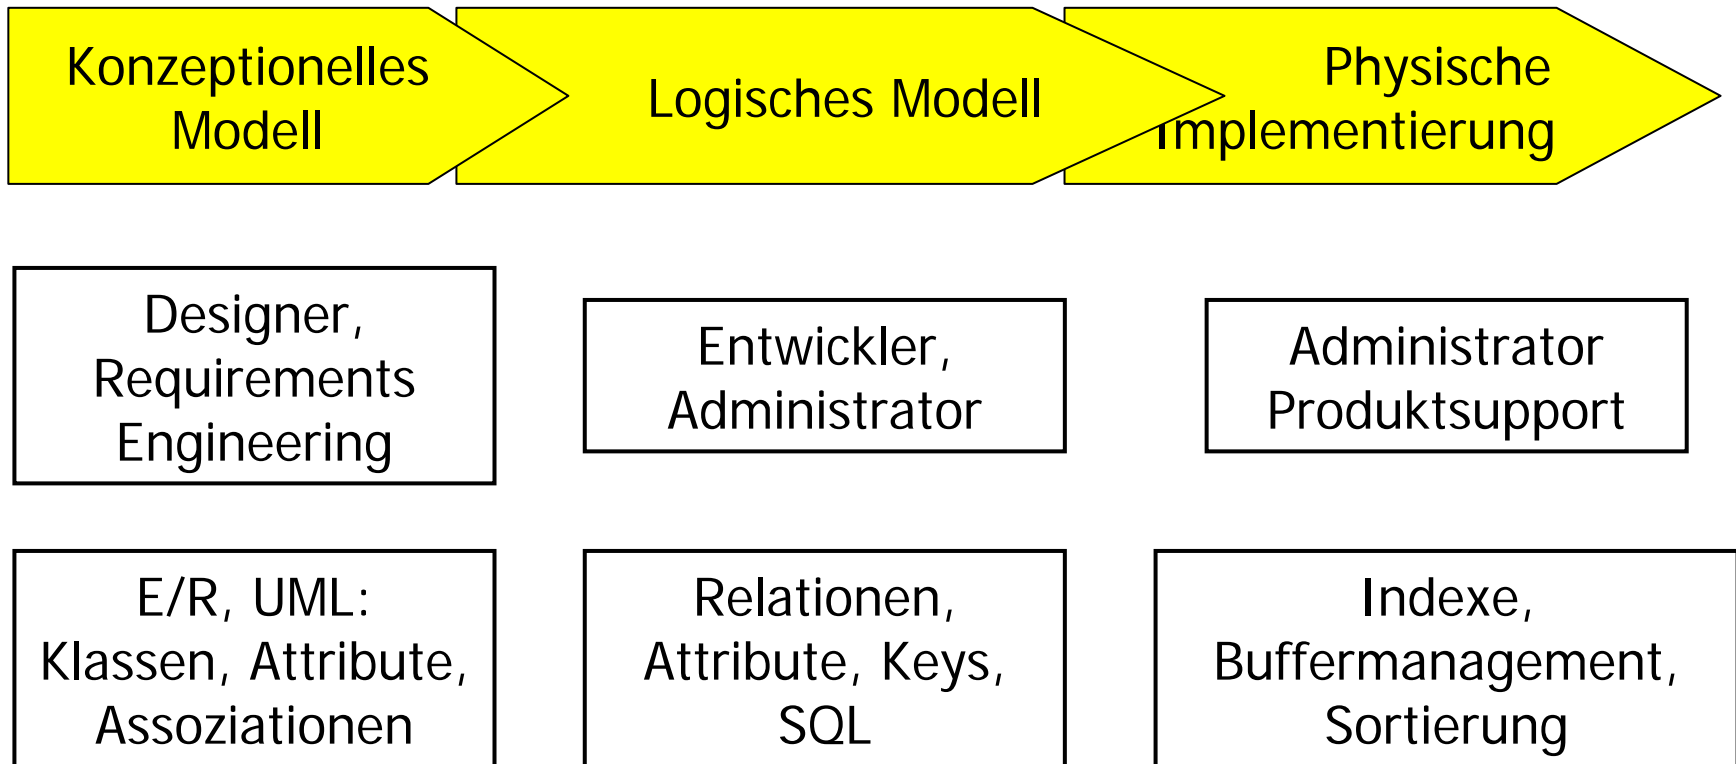 Konzeptionelles
Modell
Logisches Modell
Physische
Implementierung
Designer,
Requirements
Engineering
Entwickler,
Administrator
Administrator
Produktsupport
E/R, UML:
Klassen, Attribute,
Assoziationen
Relationen,
Attribute, Keys,
SQL
Indexe,
Buffermanagement,
Sortierung